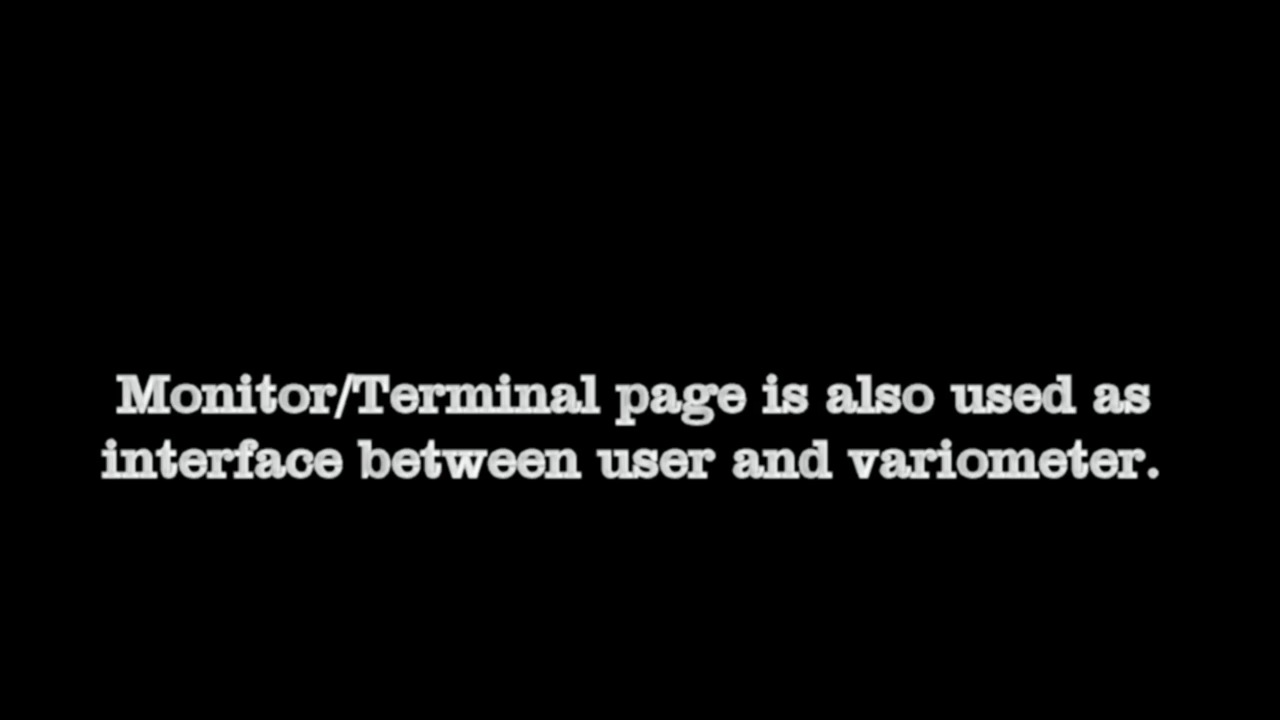 Monitor/Terminal page is also used as
interface between user and variometer.